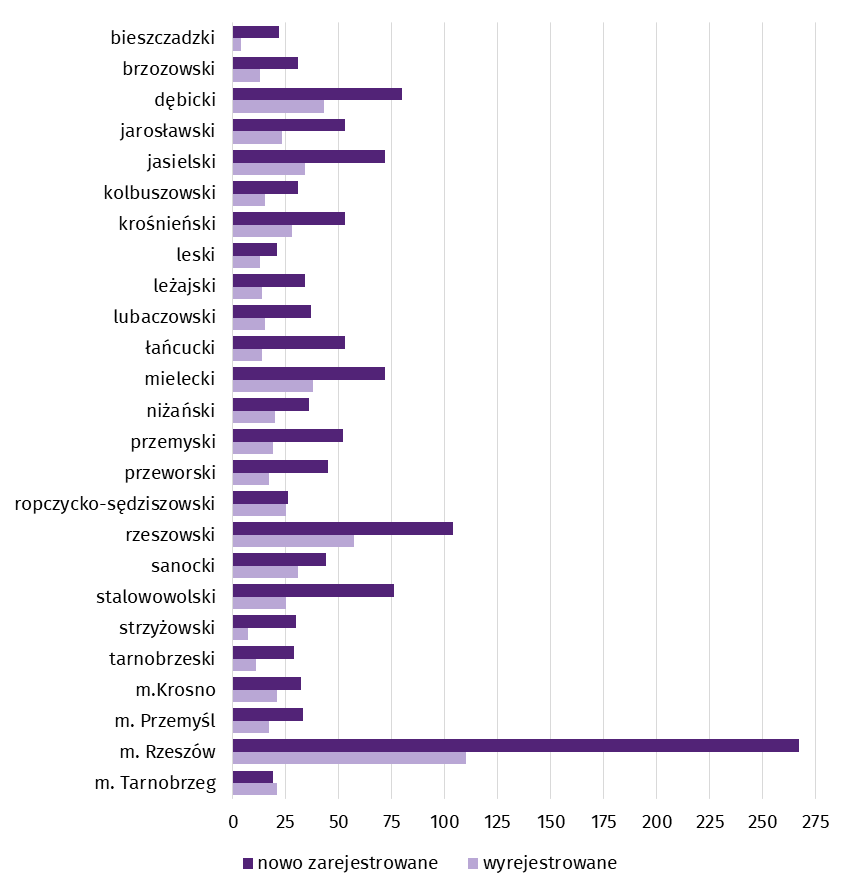 bieszczadzki
brzozowski
dębicki
jarosławski
jasielski
kolbuszowski
krośnieński
leski
leżajski
lubaczowski
łańcucki
mielecki
niżański
przemyski
przeworski
ropczycko-sędziszowski
rzeszowski
sanocki
stalowowolski
strzyżowski
tarnobrzeski
m.Krosno
m. Przemyśl
m. Rzeszów
m. Tarnobrzeg
0 25 50 75 100 125 150 175 200 225 250 275
nowo zarejestrowane wyrejestrowane